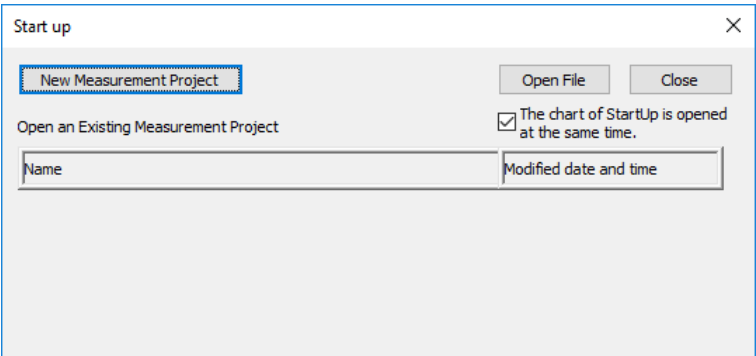 Start up
New Measurement Project
Open File
Close
Open an Existing Measurement Project
The chart of StartUp is opened
at the same time.
Name
Modified date and time